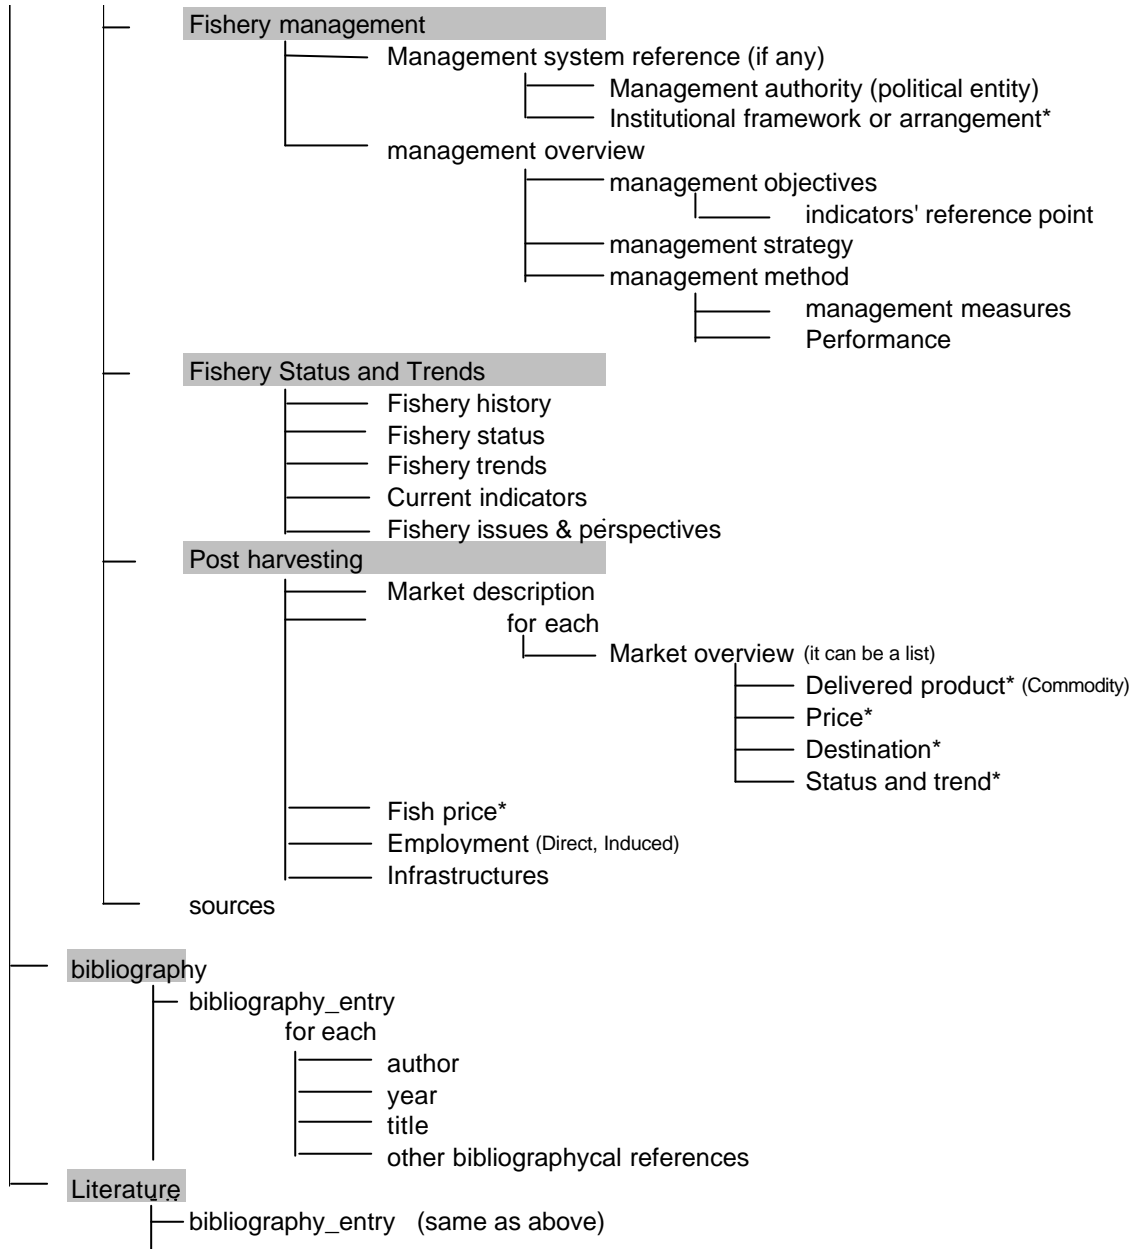 Fishery management
Management system reference (if any)
Management authority (political entity)
Institutional framework or arrangement*
management overview
management objectives
indicators' reference point
management strategy
management method
management measures
Performance
Fishery Status and Trends
Fishery history
Fishery status
Fishery trends
Current indicators
Fishery issues & perspectives
Post harvesting
Market description
for each
Market overview (it can be a list)
Delivered product* (Commodity)
Price*
Destination*
Status and trend*
Fish price*
Employment (Direct, Induced)
Infrastructures
sources
bibliography
bibliography_entry
for each
author
year
title
other bibliographycal references
Literature
bibliography_entry (same as above)